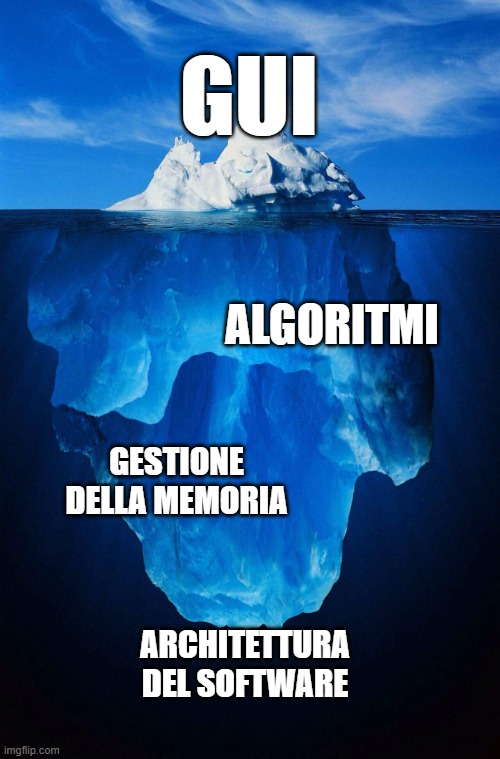 GUI
ALGORITMI
GESTIONE
DELLA MEMORIA
ARCHITETTURA
DEL SOFTWARE
imgflip.com